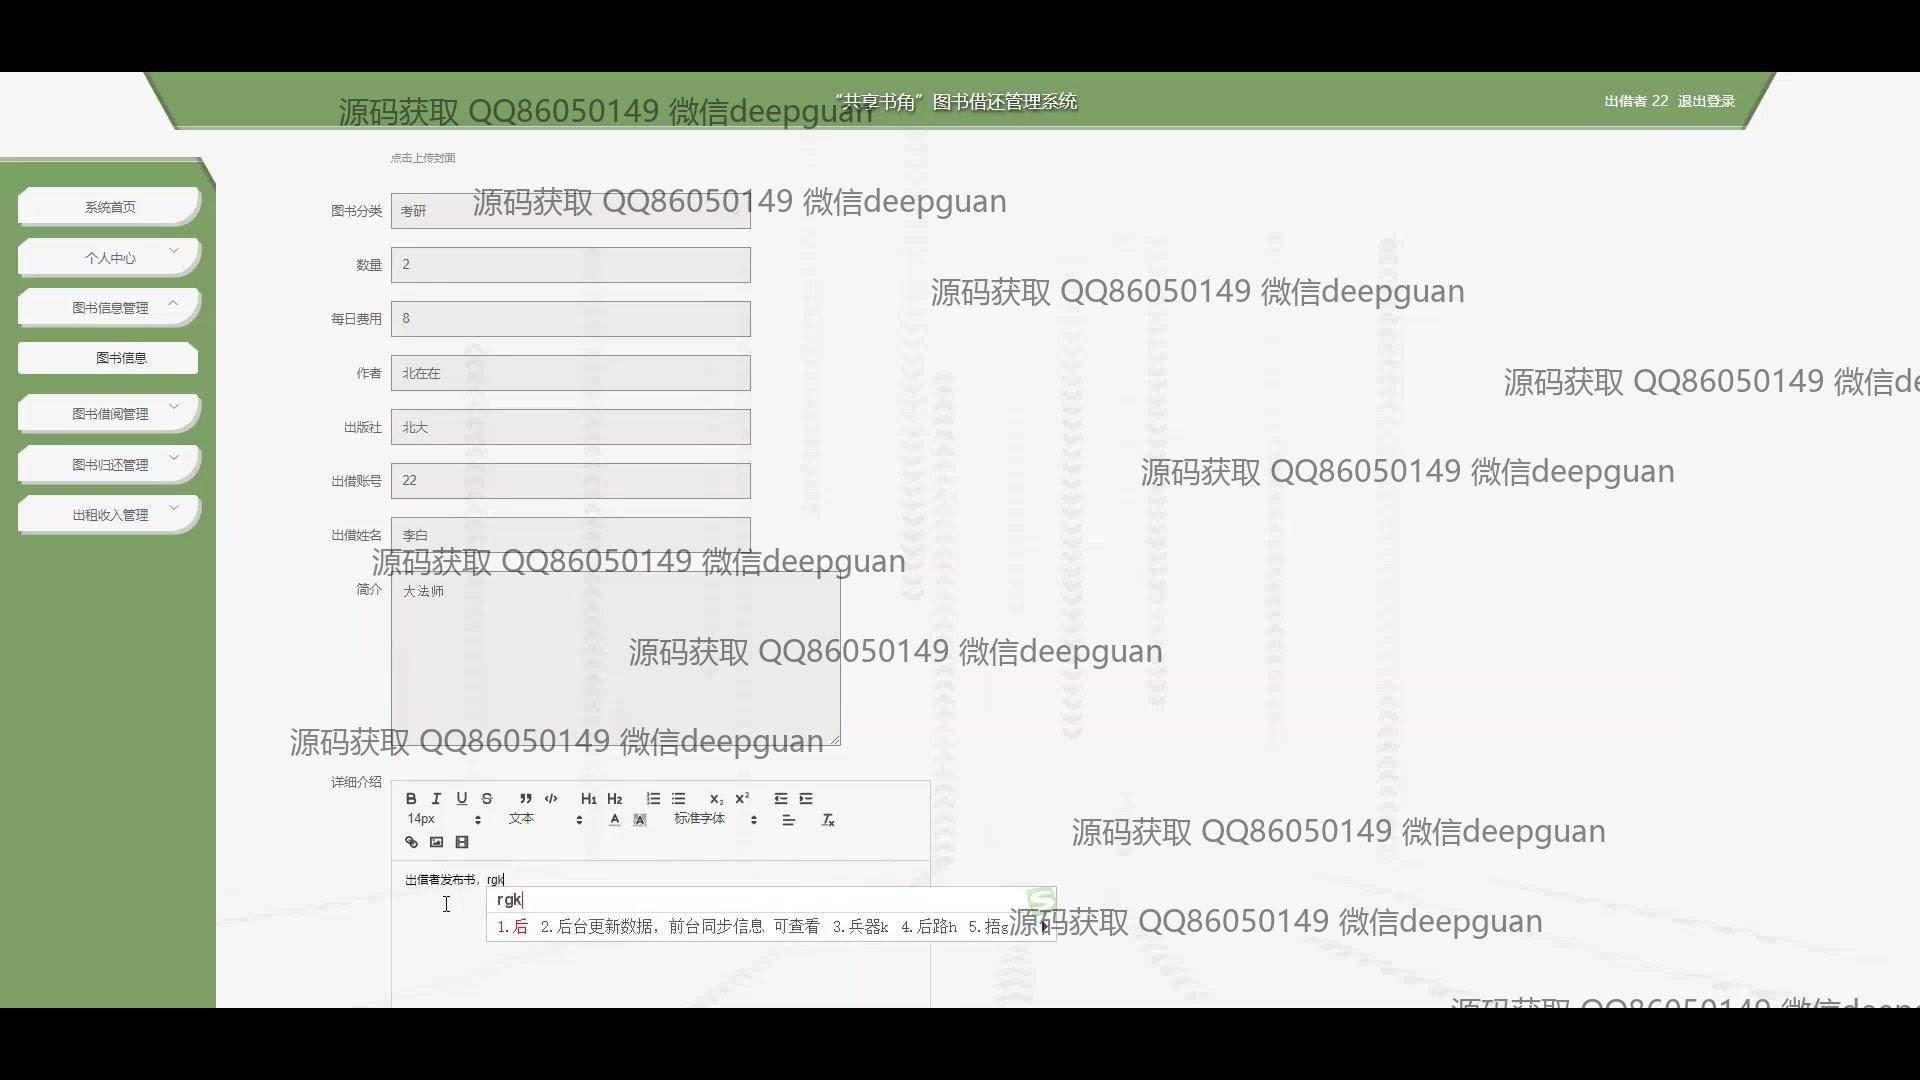 源码获取 QQ86050149 微信deepguan
“共享书角”图书借还管理系统
出借者 22 退出登录
点击上传封面
系统首页
个人中心
图书信息管理
图书信息
图书借阅管理
图书归还管理
出租收入管理
图书分类 考研
源码获取 QQ86050149 微信deepguan
数量 2
源码获取 QQ86050149 微信deepguan
每日费用 8
作者 北在在
源码获取 QQ86050149 微信de
出版社 北大
出借账号 22
源码获取 QQ86050149 微信deepguan
出借姓名 李白
源码获取 QQ86050149 微信deepguan
简介 大法师
源码获取 QQ86050149 微信deepguan
源码获取 QQ86050149 微信deepguan
详细介绍
B I U S H1 H2 x₂ x²
14px 文本 A A 标准字体 Tx
源码获取 QQ86050149 微信deepguan
出借者发布书，rgk
rgk
1.后 2.后台更新数据，前台同步信息 可查看 3.兵器k 4.后路h 5.捂g
源码获取 QQ86050149 微信deepguan
源码获取 QQ86050149 微信deepg